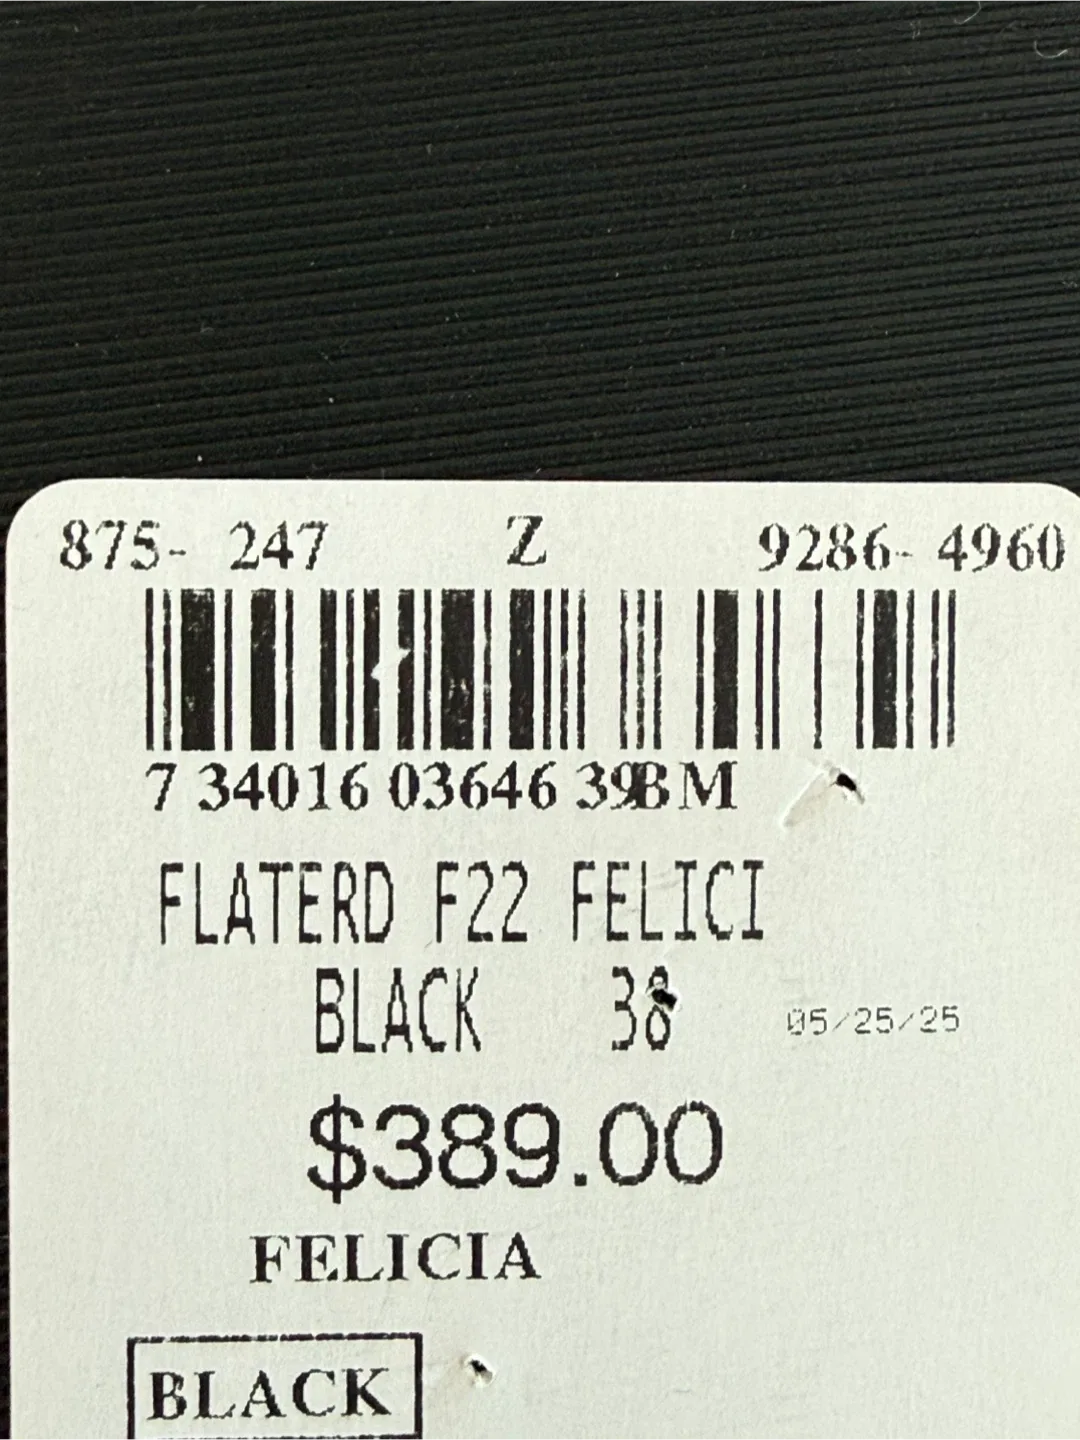 875- 247 Z 9286- 4960
7 34016 03646 39BM
FLATERD F22 FELICI
BLACK 38 05/25/25
$389.00
FELICIA
BLACK